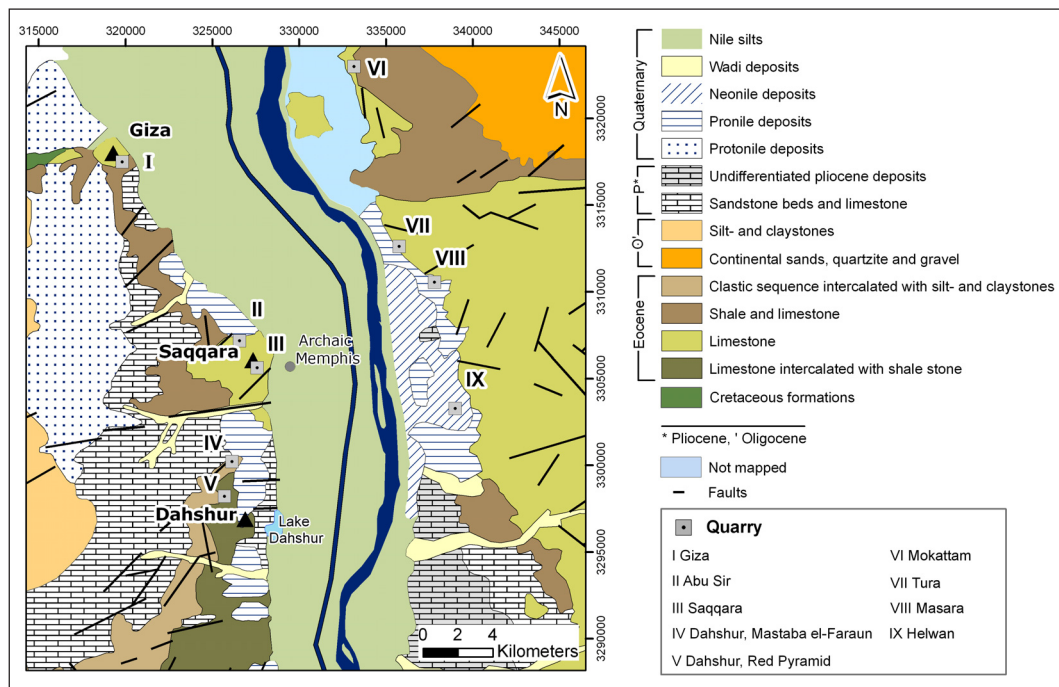 315000 320000 325000 330000 335000 340000 345000
3320000
3315000
3310000
3305000
3300000
3295000
3290000
N
VI
Giza
I
VII
VIII
II
III
Saqqara
Archaic
Memphis
IX
IV
V
Dahshur
Lake
Dahshur
0 2 4
Kilometers
Quaternary
P*
O'
Eocene
Nile silts
Wadi deposits
Neonile deposits
Pronile deposits
Protonile deposits
Undifferentiated pliocene deposits
Sandstone beds and limestone
Silt- and claystones
Continental sands, quartzite and gravel
Clastic sequence intercalated with silt- and claystones
Shale and limestone
Limestone
Limestone intercalated with shale stone
Cretaceous formations
* Pliocene, ' Oligocene
Not mapped
Faults
Quarry
I Giza
II Abu Sir
III Saqqara
IV Dahshur, Mastaba el-Faraun
V Dahshur, Red Pyramid
VI Mokattam
VII Tura
VIII Masara
IX Helwan